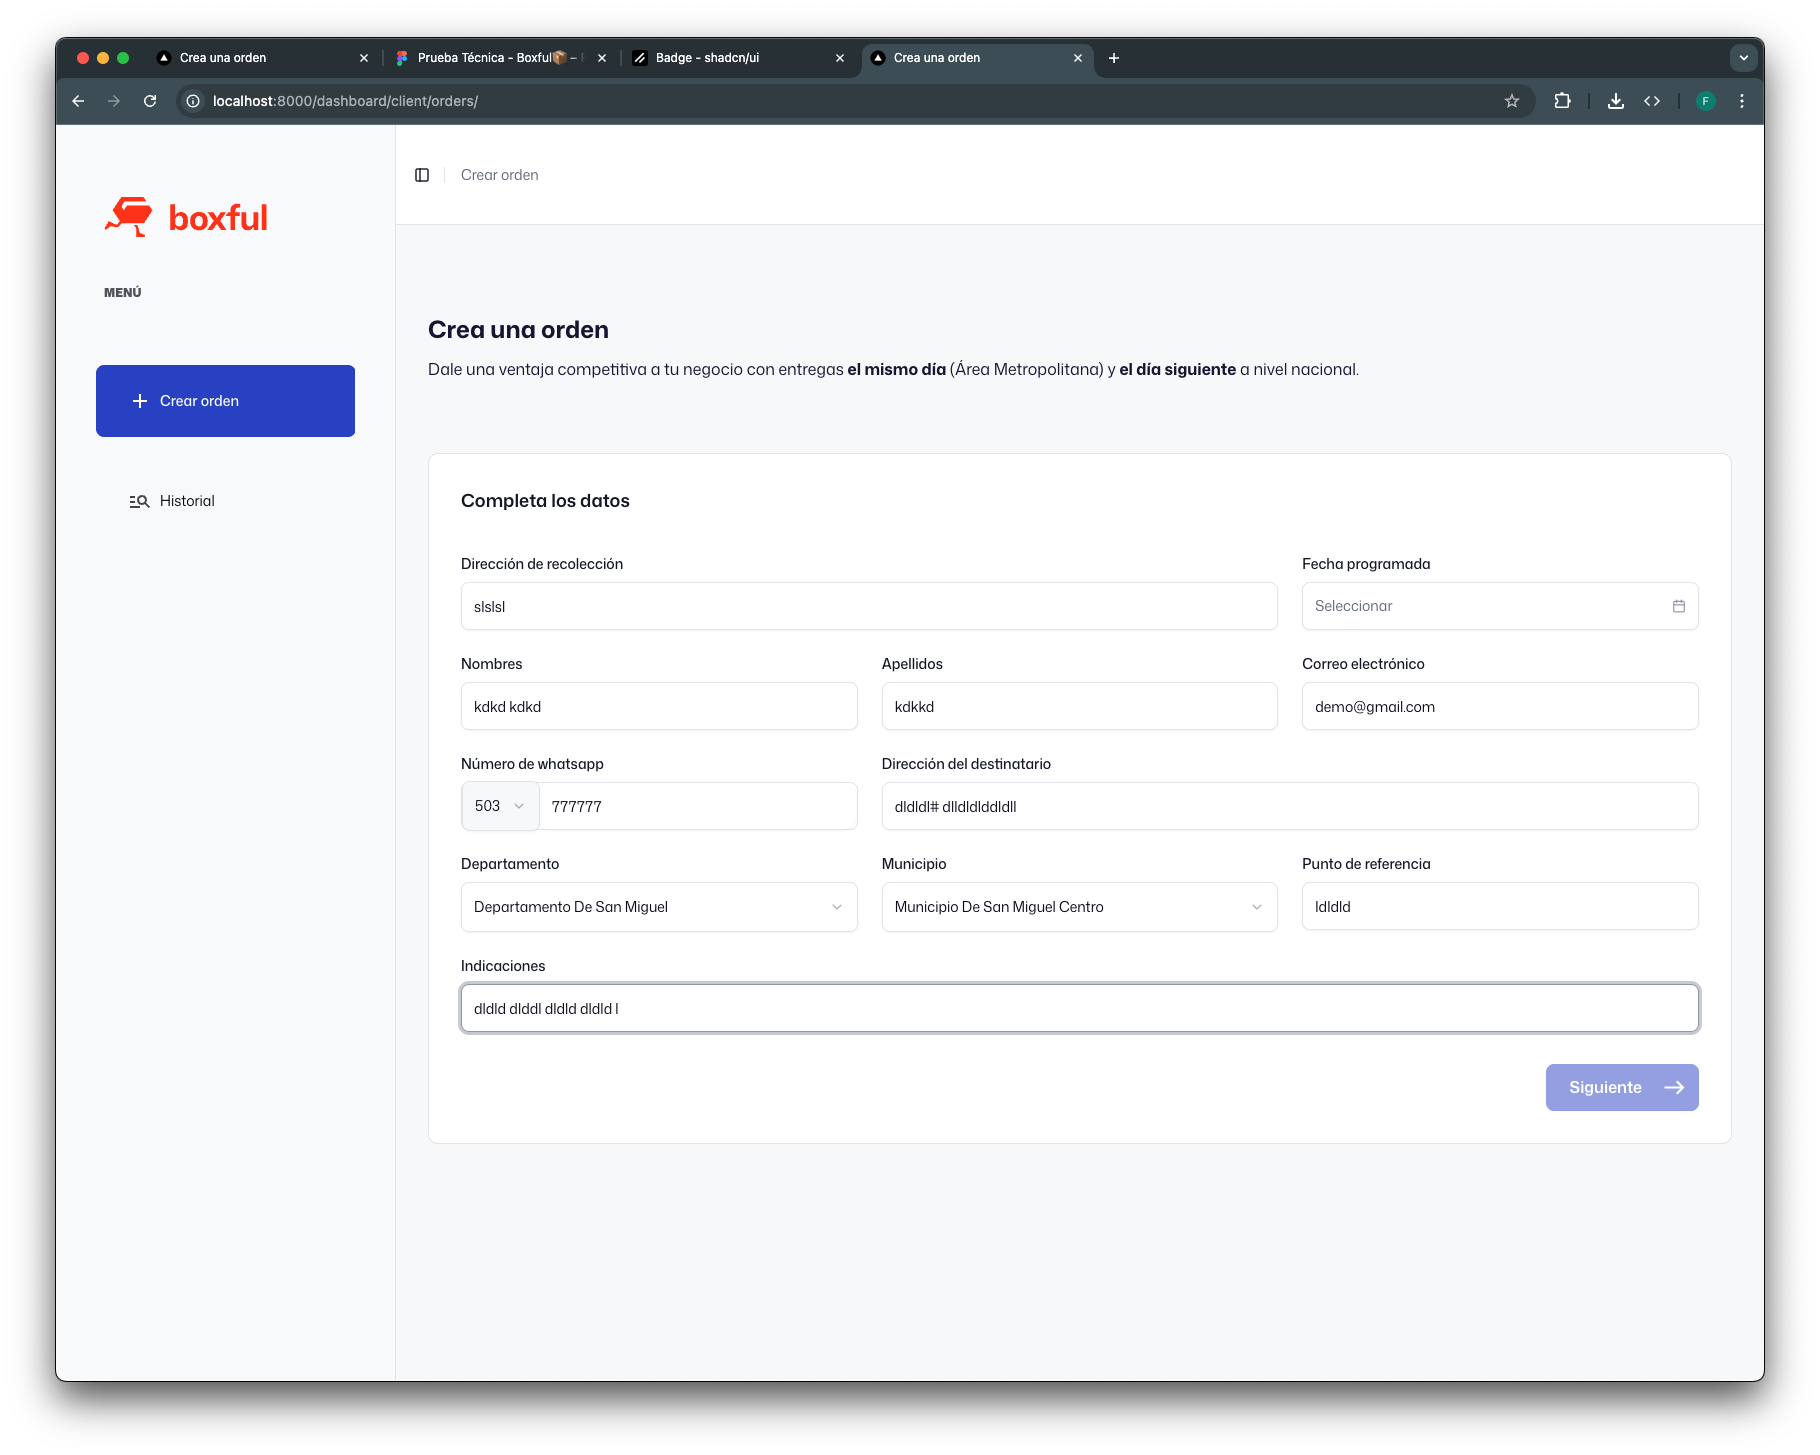 Crea una orden
Prueba Técnica - Boxful📦 –
Badge - shadcn/ui
Crea una orden
localhost:8000/dashboard/client/orders/
F
boxful
MENÚ
Crear orden
Historial
Crear orden
Crea una orden
Dale una ventaja competitiva a tu negocio con entregas el mismo día (Área Metropolitana) y el día siguiente a nivel nacional.
Completa los datos
Dirección de recolección
Fecha programada
slslsl
Seleccionar
Nombres
Apellidos
Correo electrónico
kdkd kdkd
kdkkd
demo@gmail.com
Número de whatsapp
Dirección del destinatario
503
777777
dldldl# dlldldlddldll
Departamento
Municipio
Punto de referencia
Departamento De San Miguel
Municipio De San Miguel Centro
ldldld
Indicaciones
dldld dlddl dldld dldld l
Siguiente